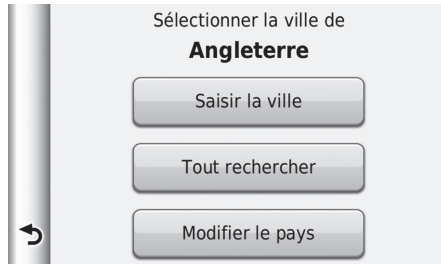 Sélectionner la ville de
Angleterre
Saisir la ville
Tout rechercher
Modifier le pays